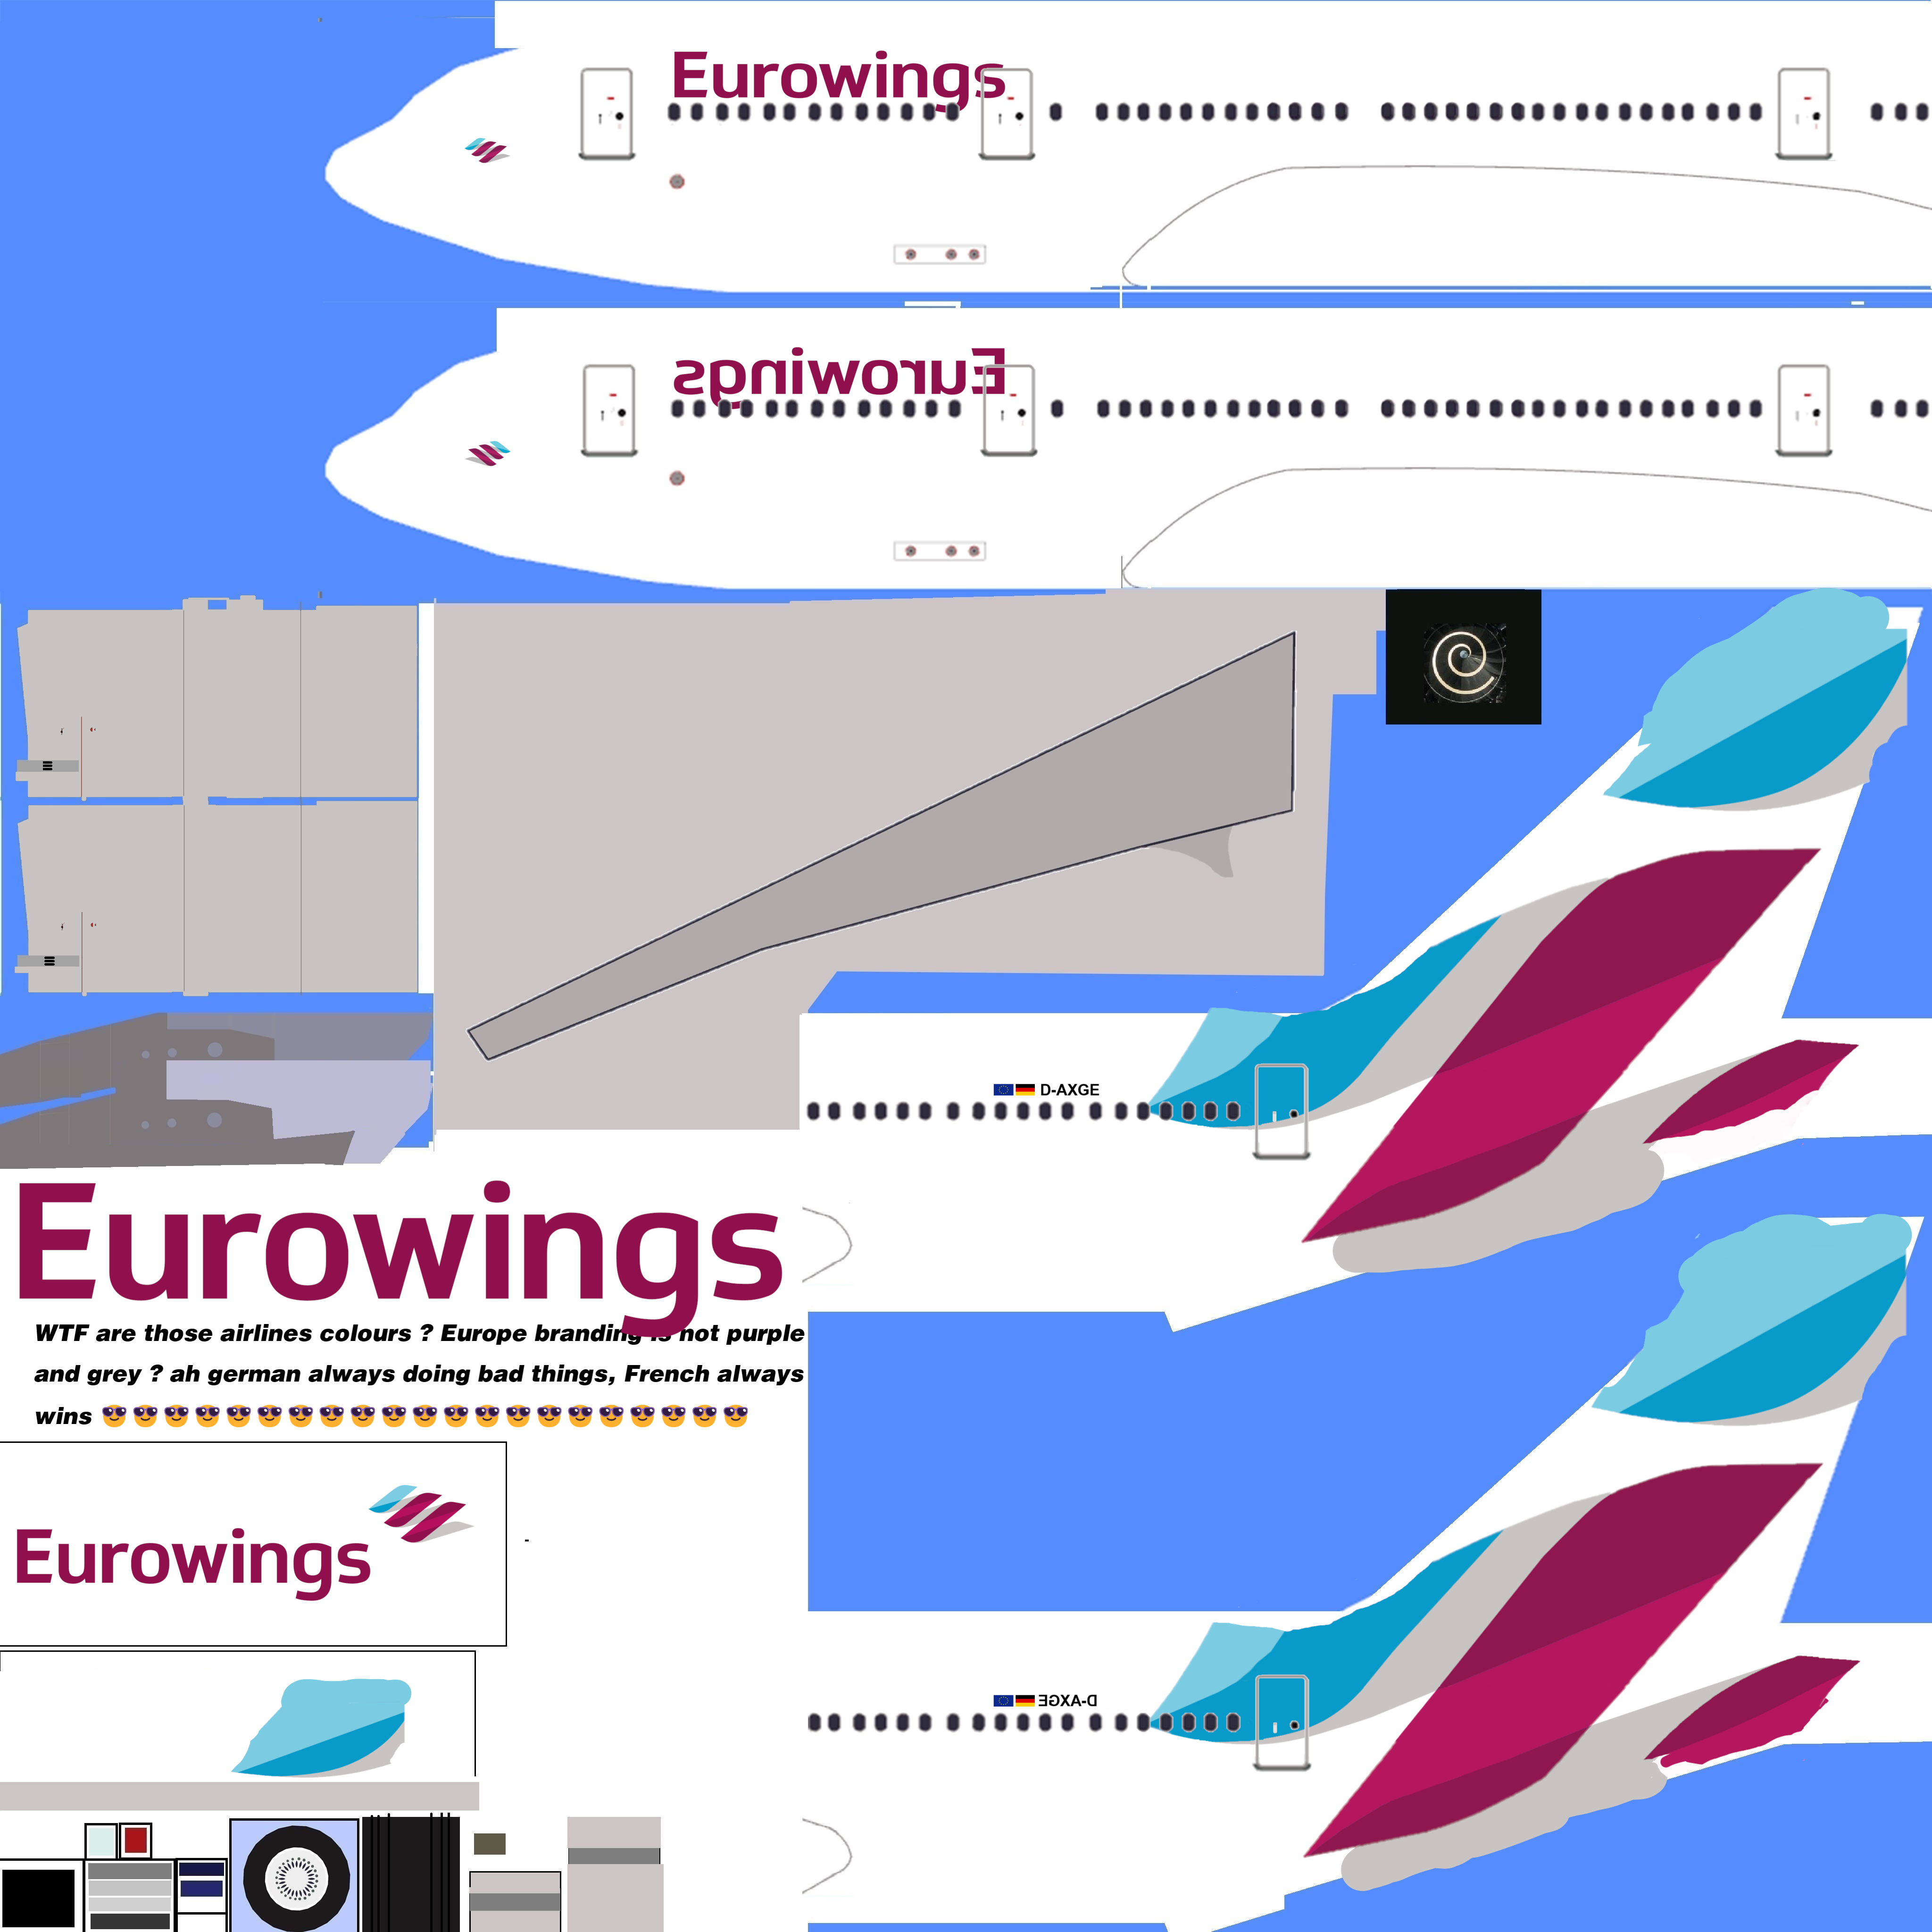 Eurowings
Eurowings
D-AXGE
Eurowings
WTF are those airlines colours ? Europe branding is not purple
and grey ? ah german always doing bad things, French always
wins 😎😎😎😎😎😎😎😎😎😎😎😎😎😎😎😎😎😎😎😎😎
Eurowings
D-AXGE